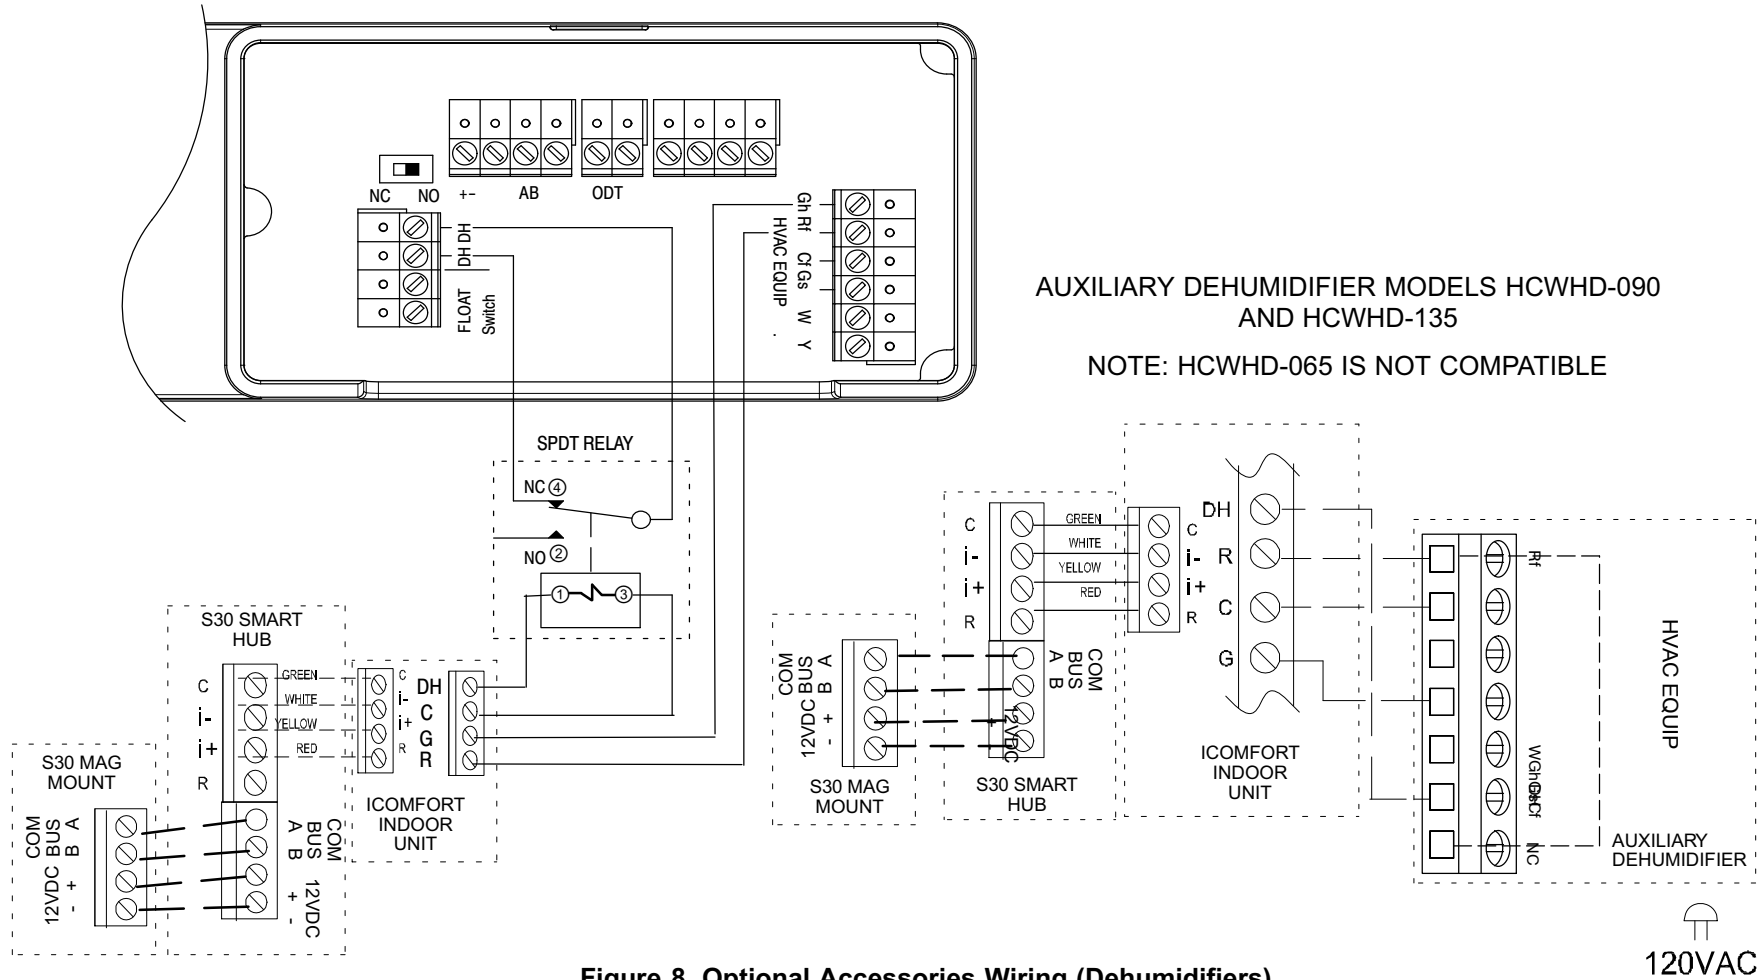 NC NO +- AB ODT
DH DH
FLOAT
Switch
Gh Rf
Cf Gs
W
Y
HVAC EQUIP
.
AUXILIARY DEHUMIDIFIER MODELS HCWHD-090
AND HCWHD-135
NOTE: HCWHD-065 IS NOT COMPATIBLE
SPDT RELAY
NC 4
NO 2
1 3
S30 SMART
HUB
C
i-
i+
R
GREEN
WHITE
YELLOW
RED
C
i-
i+
R
DH
C
G
R
ICOMFORT
INDOOR
UNIT
S30 MAG
MOUNT
COM
BUS
A
B
12VDC
+
-
COM
BUS
A
B
12VDC
+
-
C
i-
i+
R
GREEN
WHITE
YELLOW
RED
C
i-
i+
R
DH
R
C
G
ICOMFORT
INDOOR
UNIT
COM
BUS
A
B
12VDC
+
-
S30 MAG
MOUNT
COM
BUS
A
B
12VDC
+
S30 SMART
HUB
Rf
NC
HVAC EQUIP
AUXILIARY
DEHUMIDIFIER
120VAC
Figure 8. Optional Accessories Wiring (Dehumidifiers)